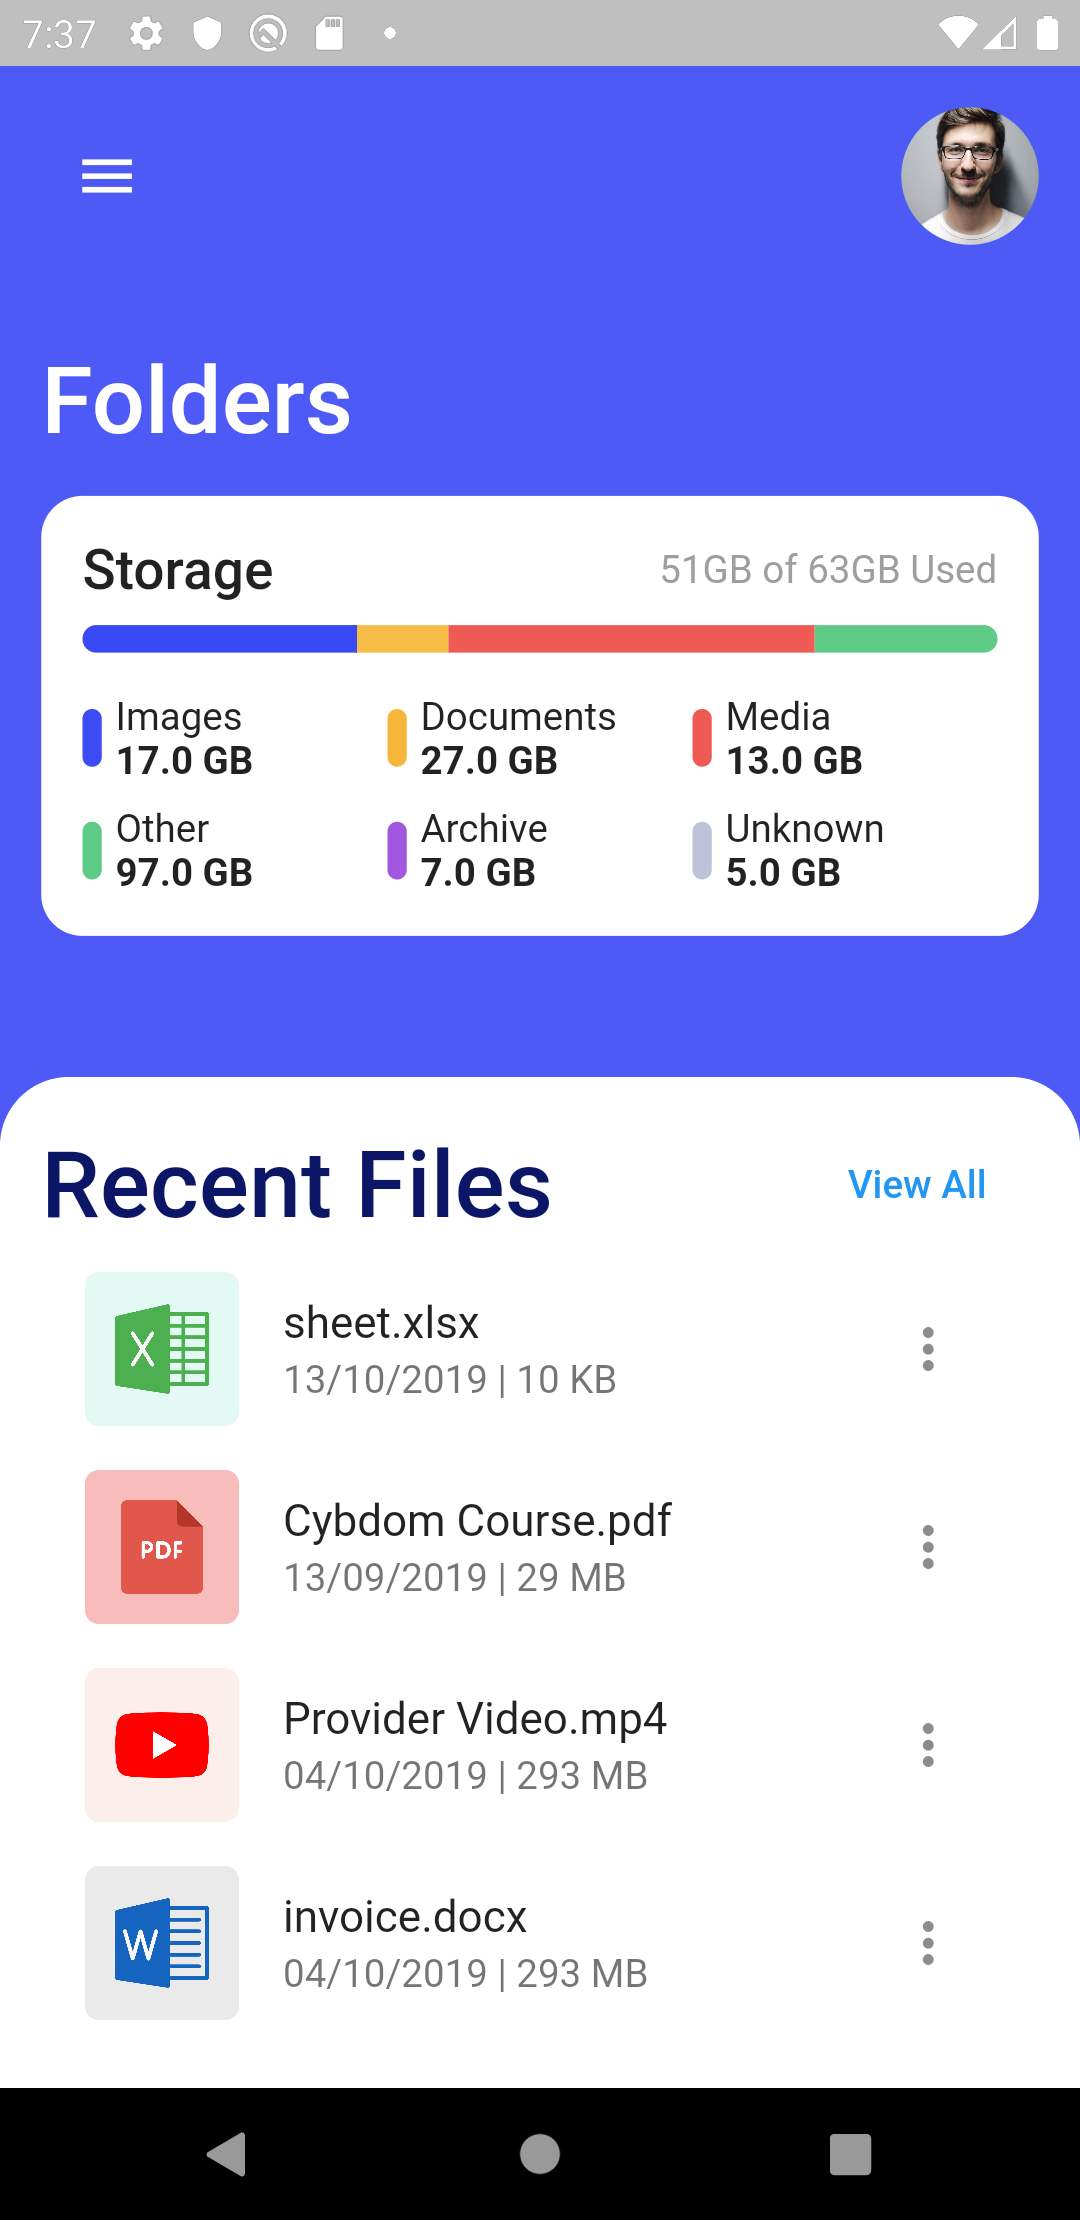 7:37
Folders
Storage
51GB of 63GB Used
Images
17.0 GB
Documents
27.0 GB
Media
13.0 GB
Other
97.0 GB
Archive
7.0 GB
Unknown
5.0 GB
Recent Files
View All
X
sheet.xlsx
13/10/2019 | 10 KB
PDF
Cybdom Course.pdf
13/09/2019 | 29 MB
Provider Video.mp4
04/10/2019 | 293 MB
W
invoice.docx
04/10/2019 | 293 MB